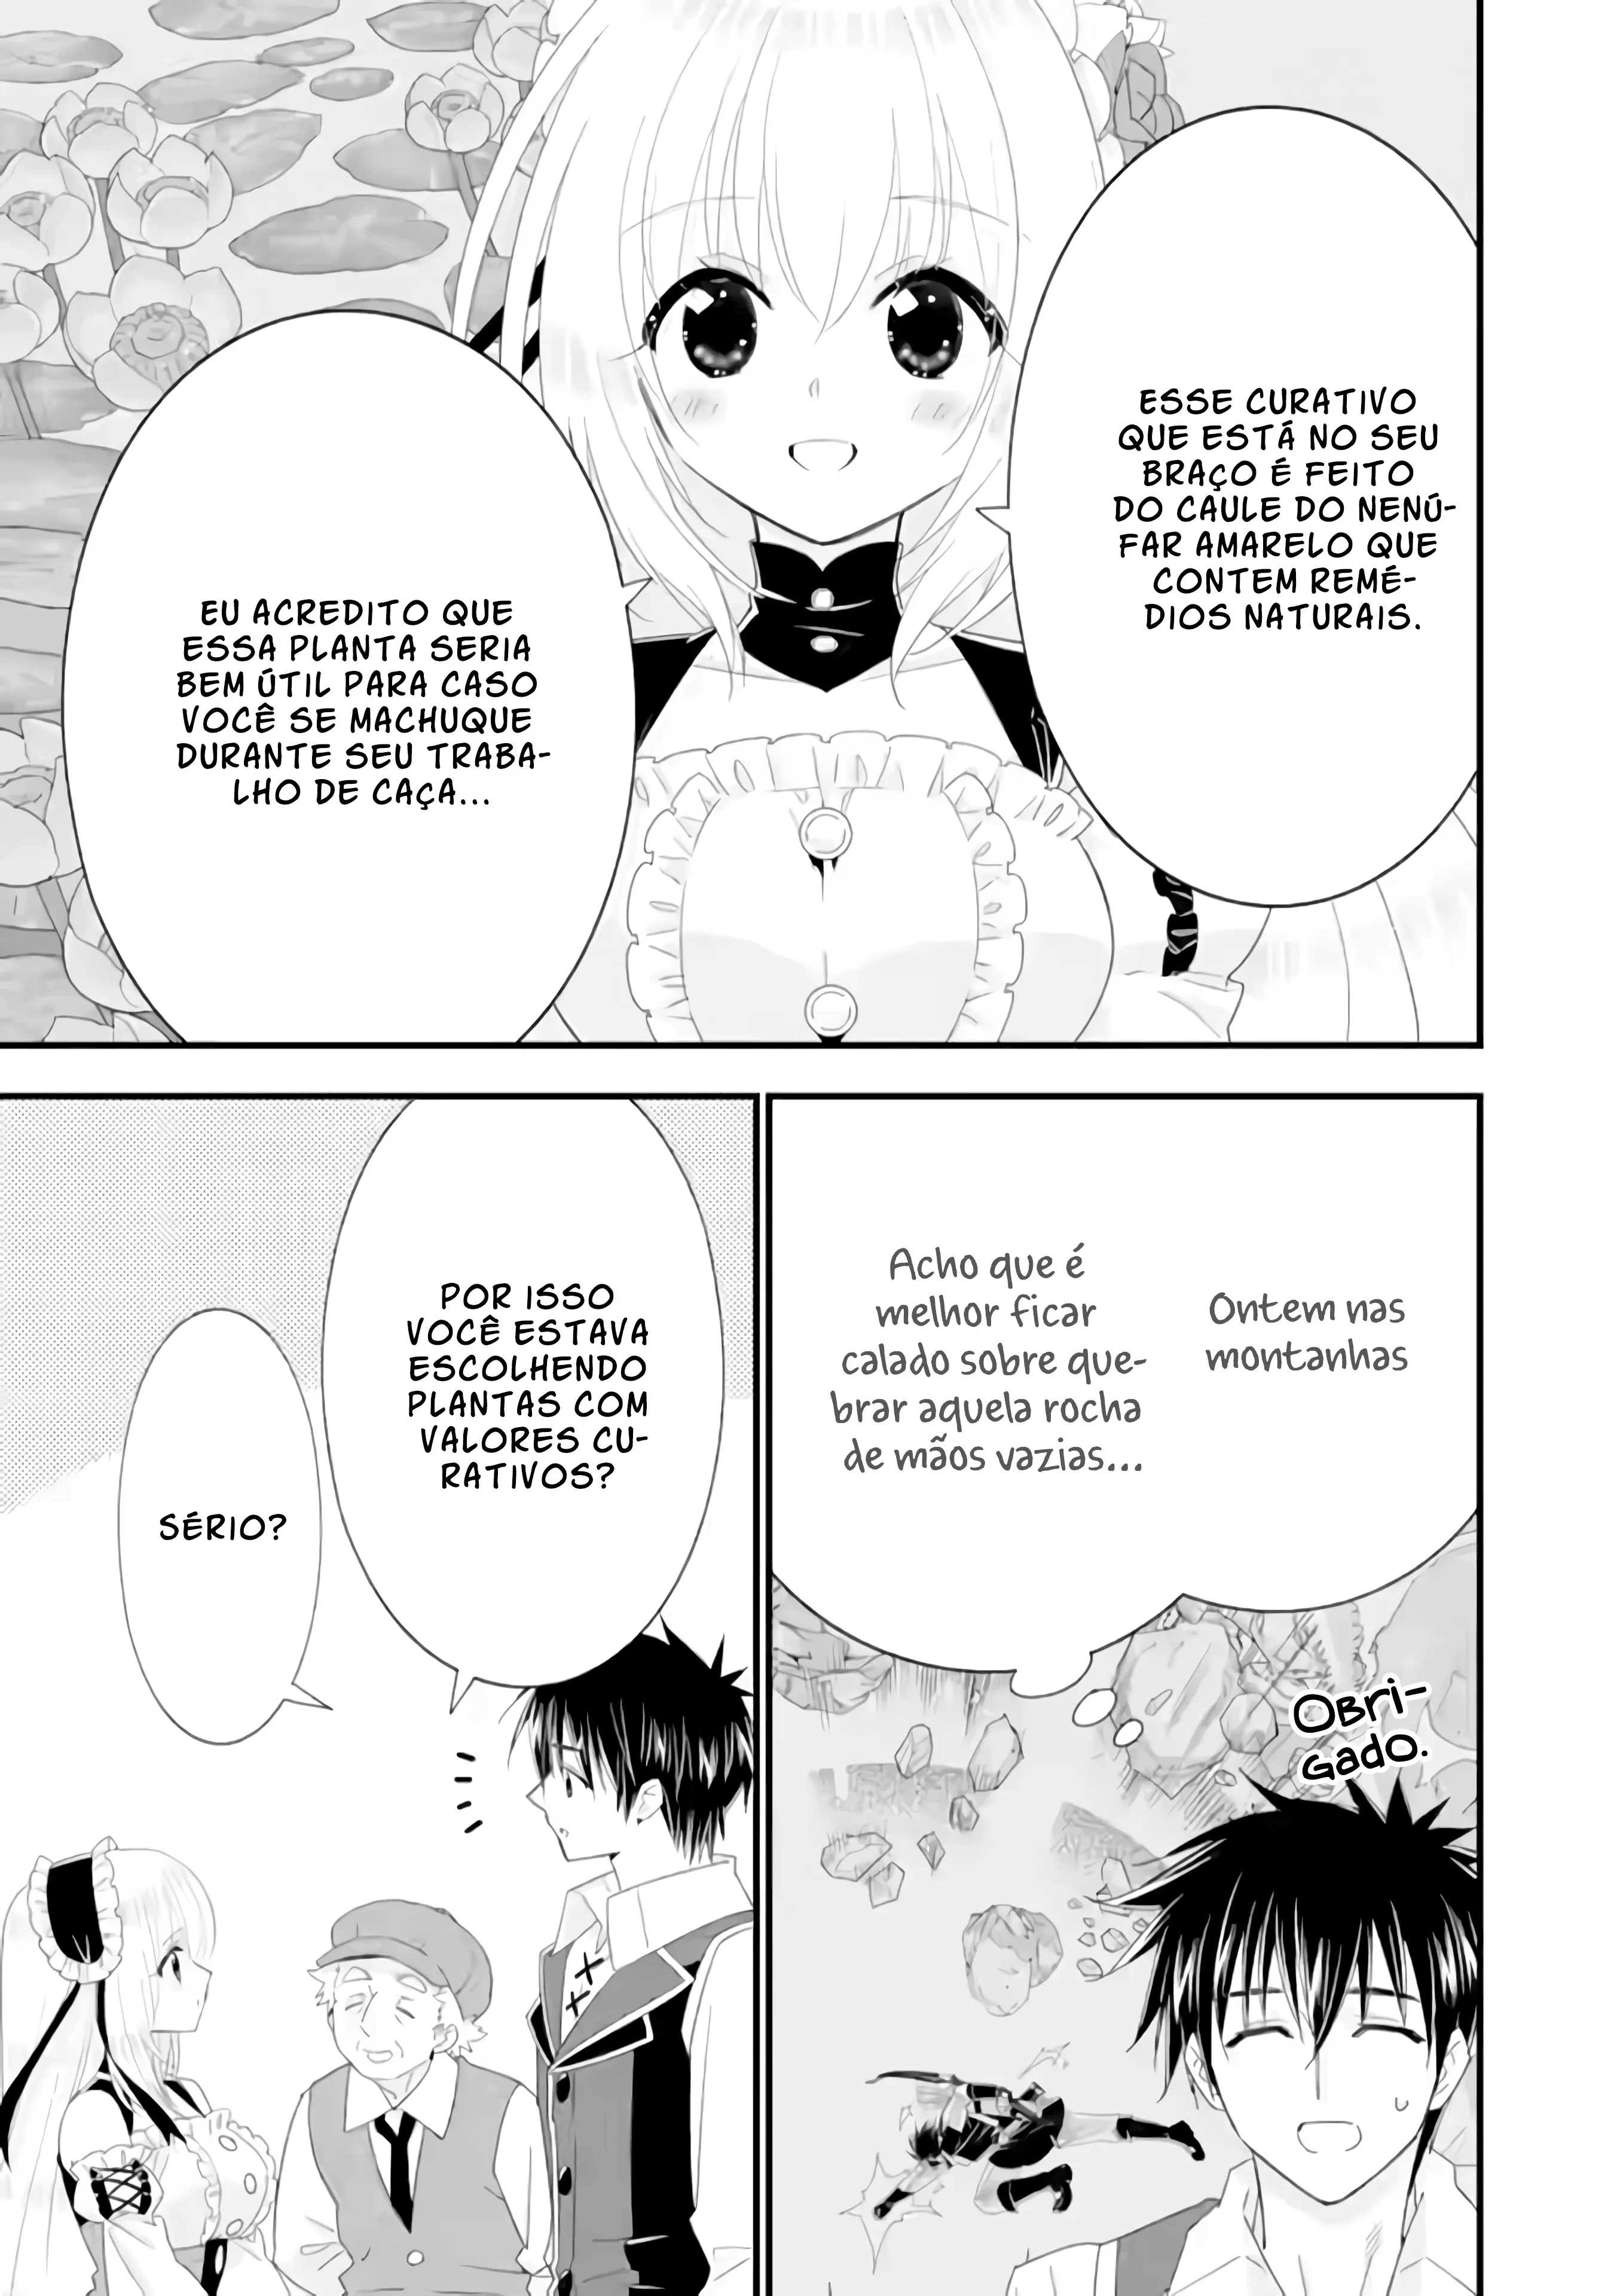 ESSE CURATIVO
QUE ESTÁ NO SEU
BRAÇO É FEITO
DO CAULE DO NENÚ-
FAR AMARELO QUE
CONTEM REMÉ-
DIOS NATURAIS.
EU ACREDITO QUE
ESSA PLANTA SERIA
BEM ÚTIL PARA CASO
VOCÊ SE MACHUQUE
DURANTE SEU TRABA-
LHO DE CAÇA...
Ontem nas
montanhas
Acho que é
melhor ficar
calado sobre que-
brar aquela rocha
de mãos vazias...
OBRI-
GADO.
POR ISSO
VOCÊ ESTAVA
ESCOLHENDO
PLANTAS COM
VALORES CU-
RATIVOS?
SÉRIO?